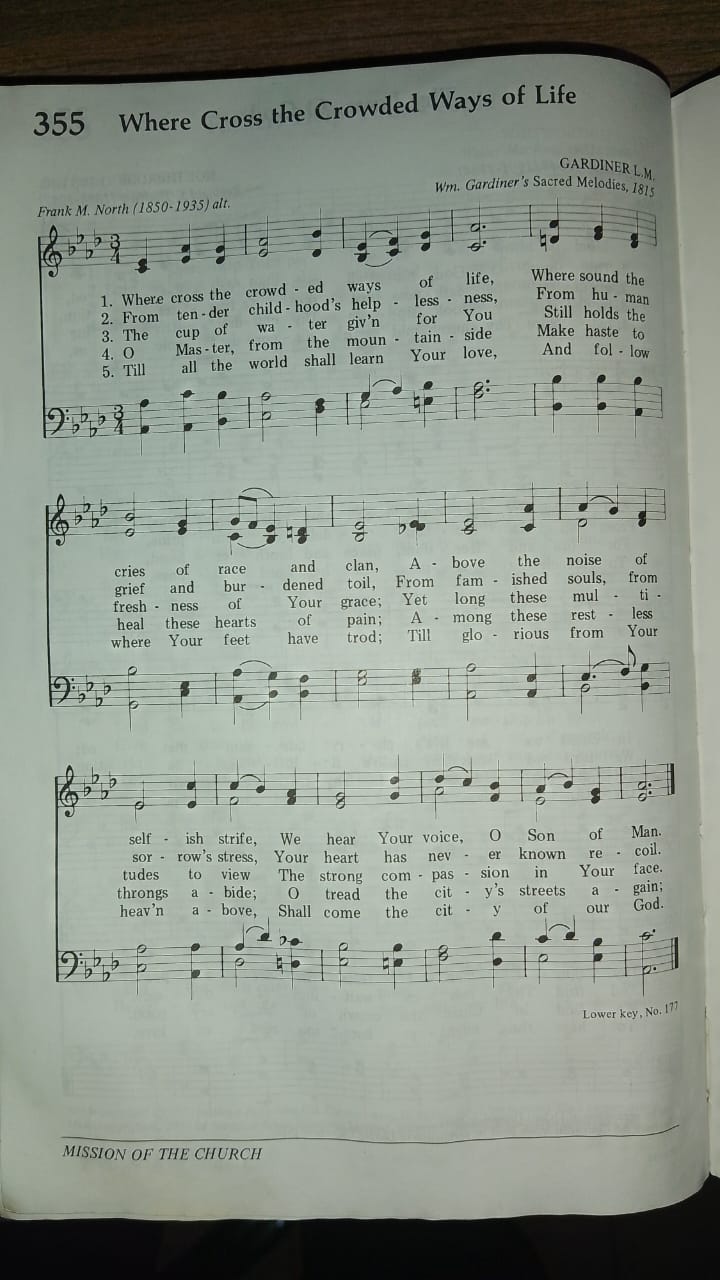 355 Where Cross the Crowded Ways of Life
GARDINER L.M.
Frank M. North (1850-1935) alt.
Wm. Gardiner's Sacred Melodies, 1815
1. Where cross the crowd - ed ways of life, Where sound the
2. From ten - der child - hood's help - less - ness, From hu - man
3. The cup of wa - ter giv'n for You Still holds the
4. O Mas - ter, from the moun - tain - side Make haste to
5. Till all the world shall learn Your love, And fol - low
cries of race and clan, A - bove the noise of
grief and bur - dened toil, From fam - ished souls, from
fresh - ness of Your grace; Yet long these mul - ti -
heal these hearts of pain; A - mong these rest - less
where Your feet have trod; Till glo - rious from Your
self - ish strife, We hear Your voice, O Son of Man.
sor - row's stress, Your heart has nev - er known re - coil.
tudes to view The strong com - pas - sion in Your face.
throngs a - bide; O tread the cit - y's streets a - gain;
heav'n a - bove, Shall come the cit - y of our God.
Lower key, No. 177
MISSION OF THE CHURCH